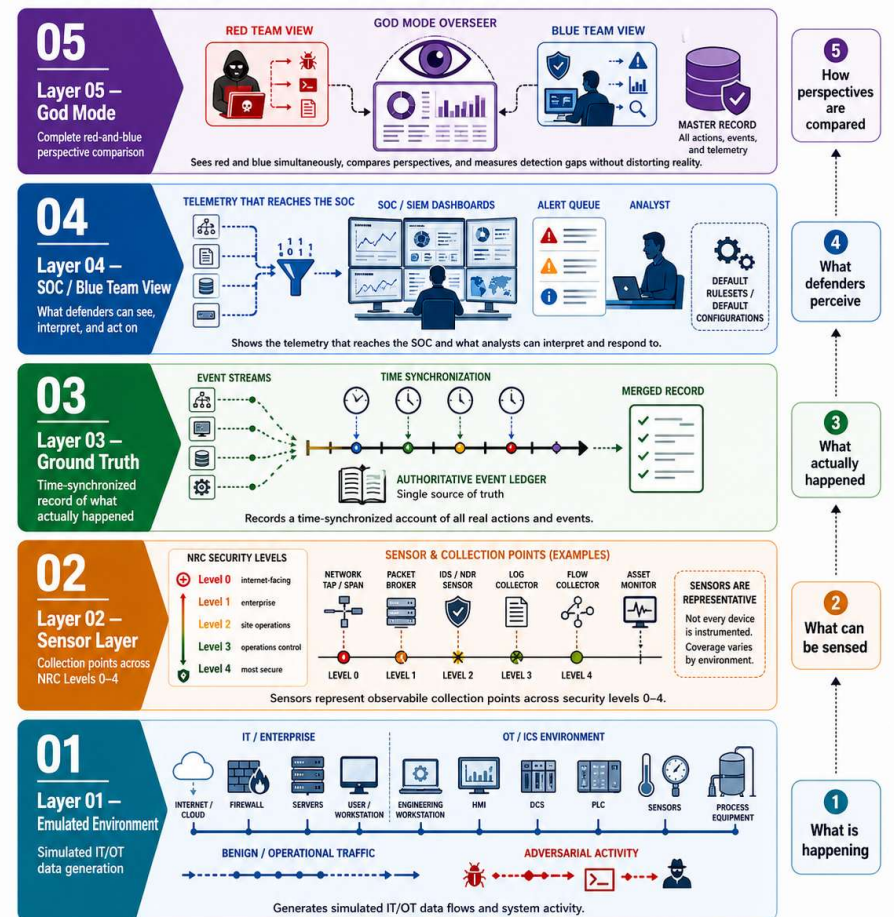 05
Layer 05 –
God Mode
Complete red-and-blue
perspective comparison
RED TEAM VIEW
GOD MODE OVERSEER
BLUE TEAM VIEW
MASTER RECORD
All actions, events,
and telemetry
Sees red and blue simultaneously, compares perspectives, and measures detection gaps without distorting reality.
5
How
perspectives
are
compared
04
Layer 04 –
SOC / Blue Team View
What defenders can see,
interpret, and act on
TELEMETRY THAT REACHES THE SOC
1 1 1 1
0 1 1
SOC / SIEM DASHBOARDS
ALERT QUEUE
ANALYST
DEFAULT
RULESETS /
DEFAULT
CONFIGURATIONS
Shows the telemetry that reaches the SOC and what analysts can interpret and respond to.
4
What
defenders
perceive
03
Layer 03 –
Ground Truth
Time-synchronized
record of what
actually happened
EVENT STREAMS
TIME SYNCHRONIZATION
MERGED RECORD
AUTHORITATIVE EVENT LEDGER
Single source of truth
Records a time-synchronized account of all real actions and events.
3
What
actually
happened
02
Layer 02 –
Sensor Layer
Collection points across
NRC Levels 0–4
NRC SECURITY LEVELS
Level 0 internet-facing
Level 1 enterprise
Level 2 site operations
Level 3 operations control
Level 4 most secure
SENSOR & COLLECTION POINTS (EXAMPLES)
NETWORK
TAP / SPAN
PACKET
BROKER
IDS / NDR
SENSOR
LOG
COLLECTOR
FLOW
COLLECTOR
ASSET
MONITOR
LEVEL 0
LEVEL 1
LEVEL 2
LEVEL 3
LEVEL 4
SENSORS ARE
REPRESENTATIVE
Not every device
is instrumented.
Coverage varies
by environment.
Sensors represent observabile collection points across security levels 0–4.
2
What can
be sensed
01
Layer 01 –
Emulated Environment
Simulated IT/OT
data generation
IT / ENTERPRISE
OT / ICS ENVIRONMENT
INTERNET /
CLOUD
FIREWALL
SERVERS
USER /
WORKSTATION
ENGINEERING
WORKSTATION
HMI
DCS
PLC
SENSORS
PROCESS
EQUIPMENT
BENIGN / OPERATIONAL TRAFFIC
ADVERSARIAL ACTIVITY
Generates simulated IT/OT data flows and system activity.
1
What is
happening